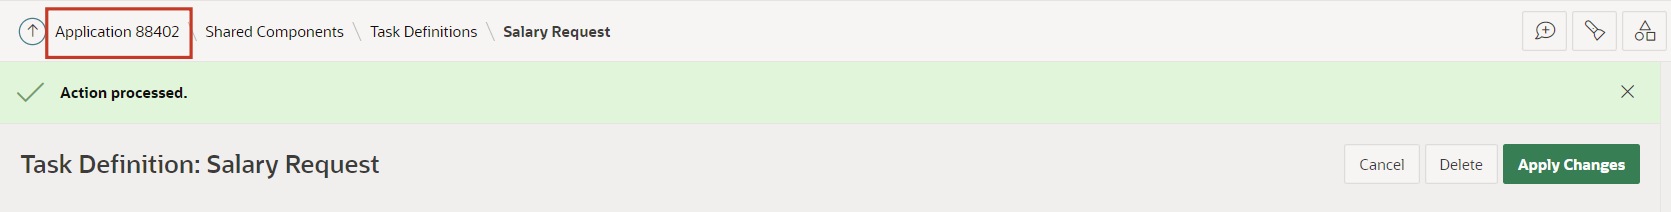 Application 88402 \ Shared Components \ Task Definitions \ Salary Request
Action processed.
Task Definition: Salary Request
Cancel Delete Apply Changes